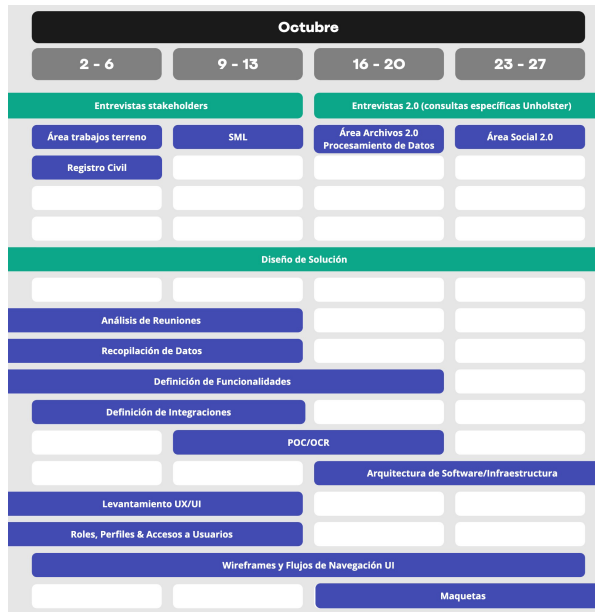 Octubre
2 - 6
9 - 13
16 - 20
23 - 27
Entrevistas stakeholders
Entrevistas 2.0 (consultas específicas Unholster)
Área trabajos terreno
SML
Área Archivos 2.0
Procesamiento de Datos
Área Social 2.0
Registro Civil
Diseño de Solución
Análisis de Reuniones
Recopilación de Datos
Definición de Funcionalidades
Definición de Integraciones
POC/OCR
Arquitectura de Software/Infraestructura
Levantamiento UX/UI
Roles, Perfiles & Accesos a Usuarios
Wireframes y Flujos de Navegación UI
Maquetas